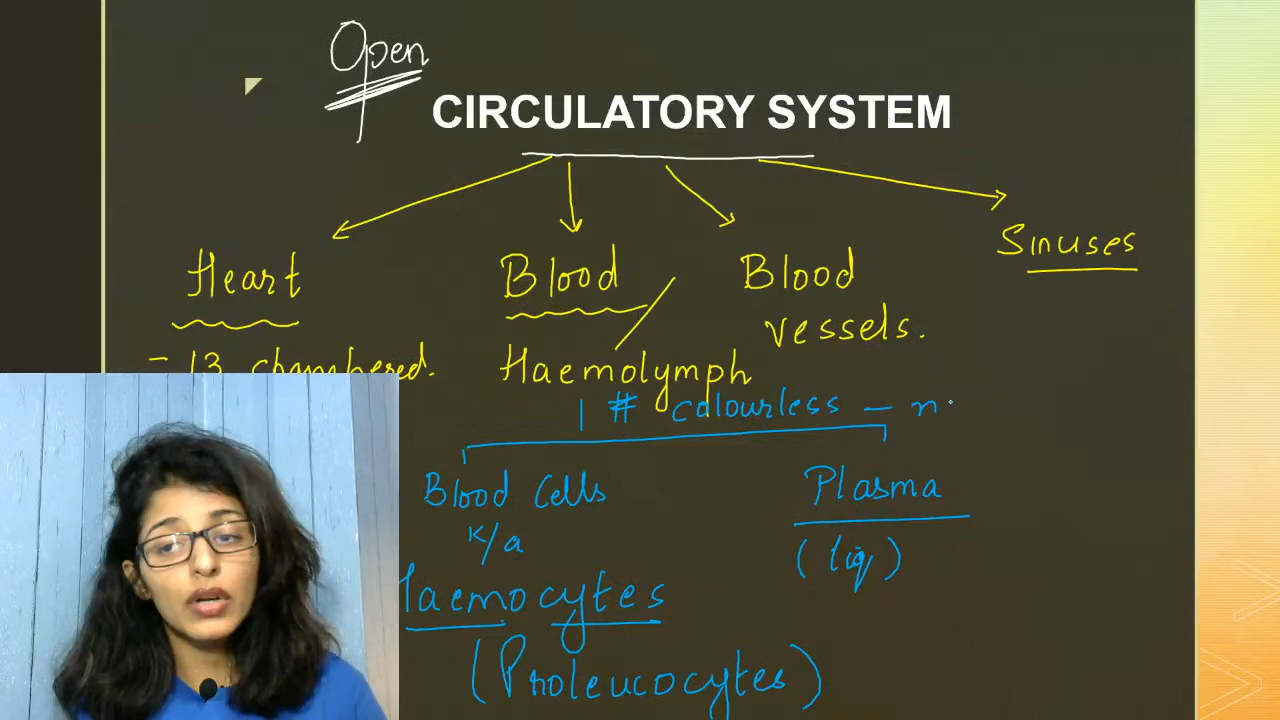 Open
CIRCULATORY SYSTEM
Heart
Blood
Blood
vessels.
Sinuses
- 13 chambered.
Haemolymph
# colourless - n
Blood Cells
K/a
Haemocytes
(Proleucocytes)
Plasma
(liq)